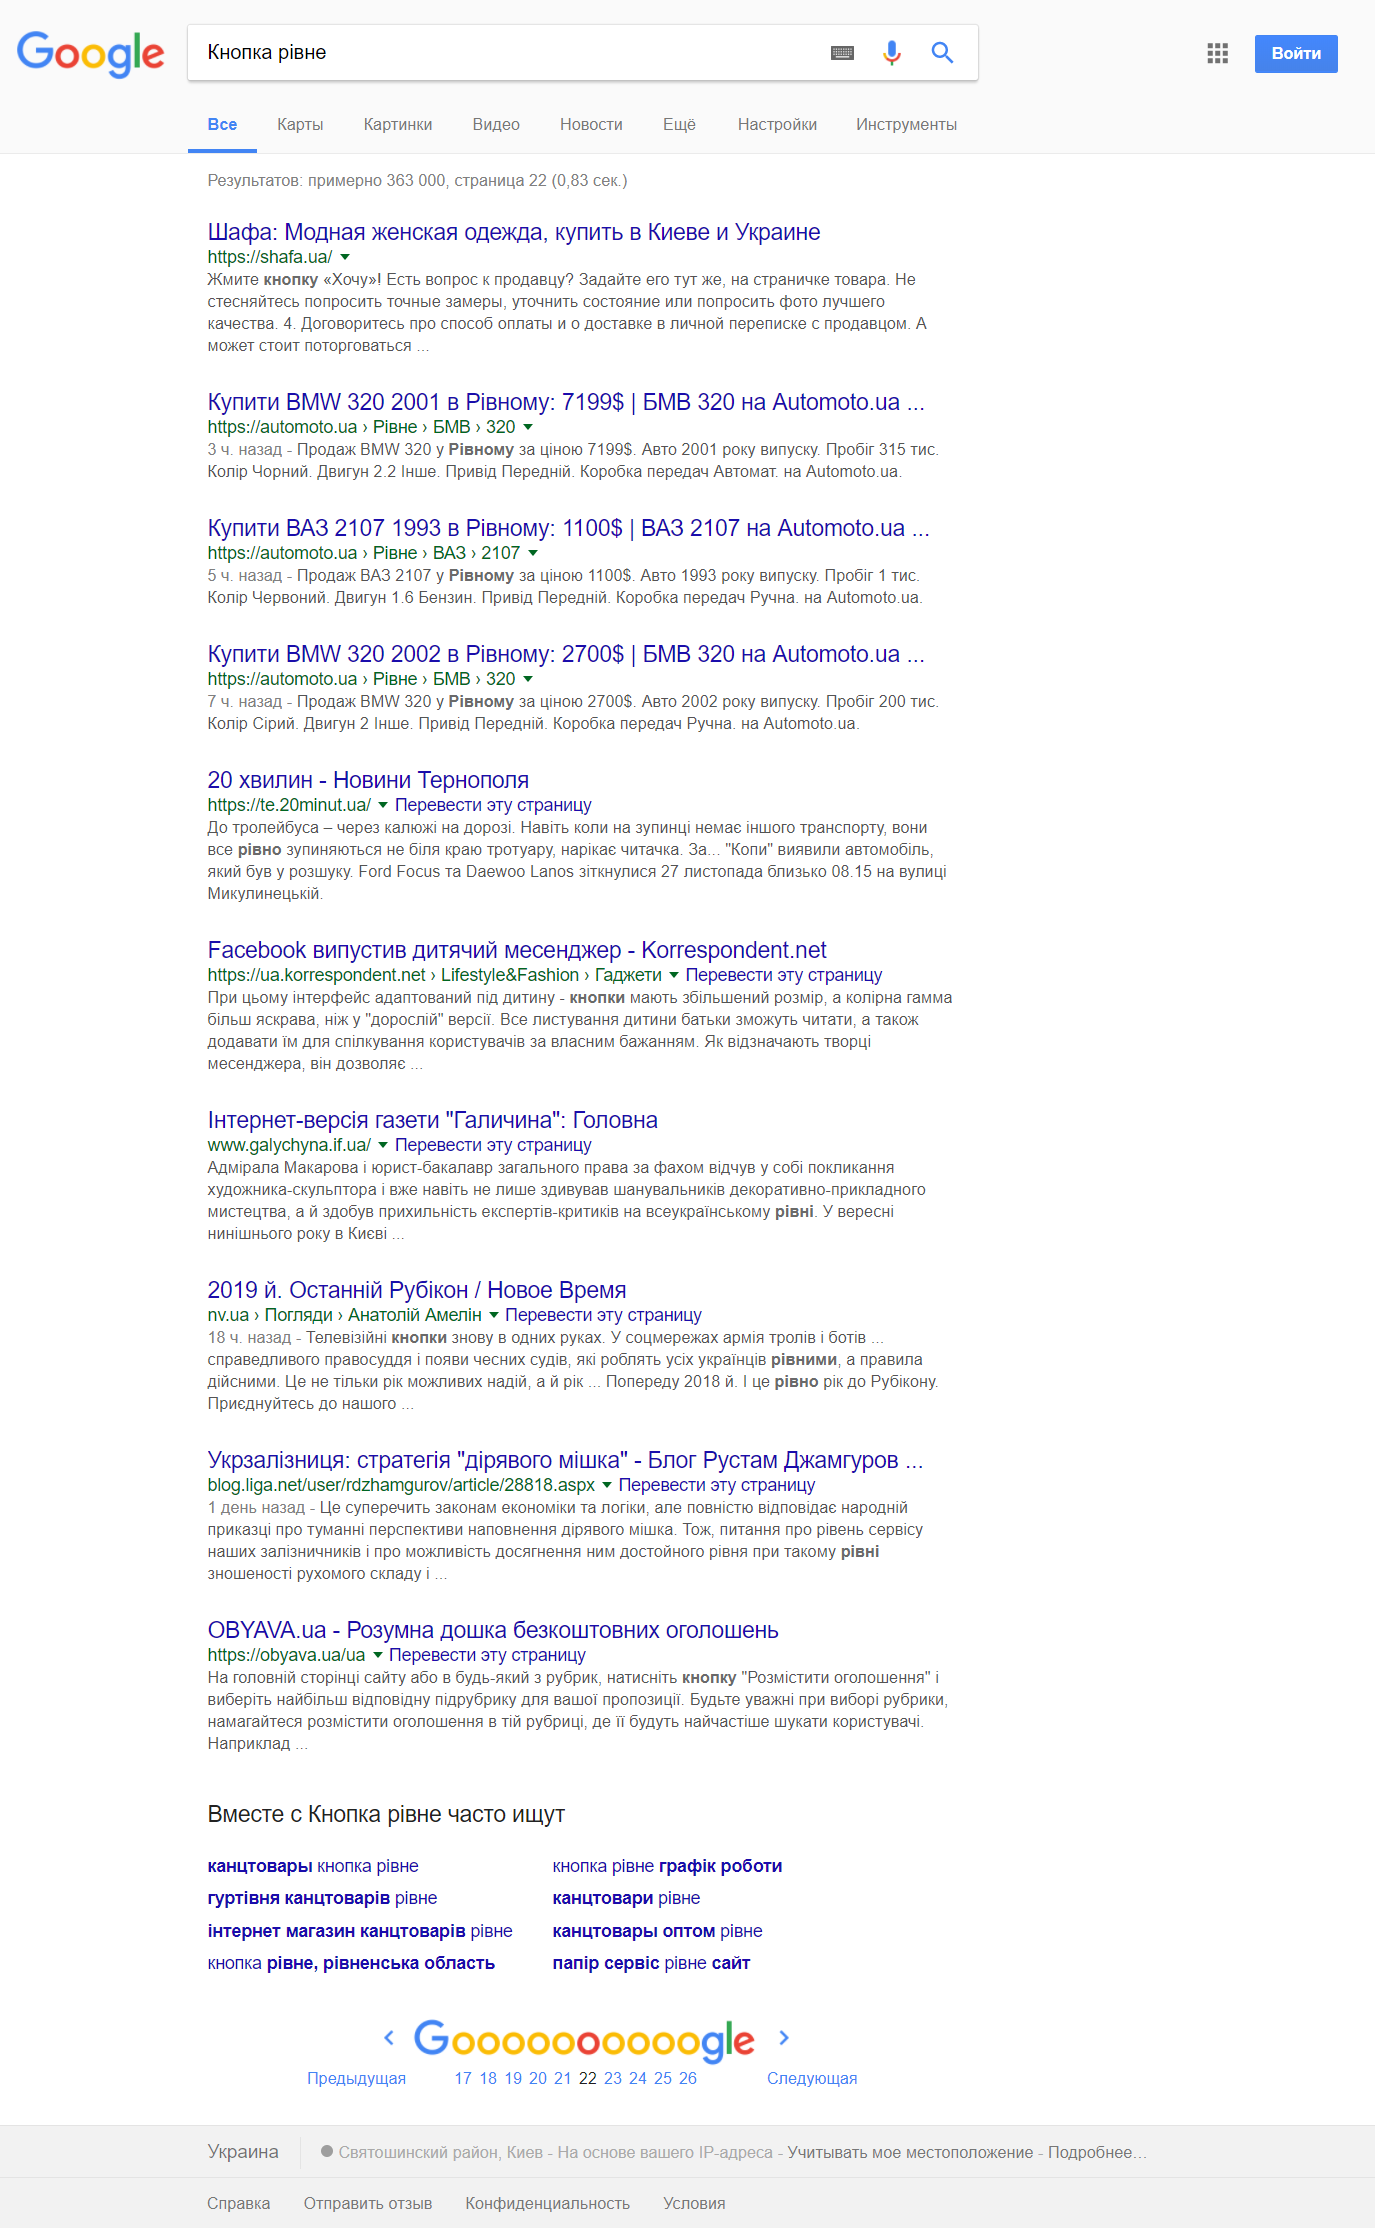 Google
Кнопка рівне
Войти
Все Карты Картинки Видео Новости Ещё Настройки Инструменты
Результатов: примерно 363 000, страница 22 (0,83 сек.)
Шафа: Модная женская одежда, купить в Киеве и Украине
https://shafa.ua/
Жмите кнопку «Хочу»! Есть вопрос к продавцу? Задайте его тут же, на страничке товара. Не
стесняйтесь попросить точные замеры, уточнить состояние или попросить фото лучшего
качества. 4. Договоритесь про способ оплаты и о доставке в личной переписке с продавцом. А
может стоит поторговаться ...
Купити BMW 320 2001 в Рівному: 7199$ | БМВ 320 на Automoto.ua ...
https://automoto.ua › Рівне › БМВ › 320
3 ч. назад - Продаж BMW 320 у Рівному за ціною 7199$. Авто 2001 року випуску. Пробіг 315 тис.
Колір Чорний. Двигун 2.2 Інше. Привід Передній. Коробка передач Автомат. на Automoto.ua.
Купити ВАЗ 2107 1993 в Рівному: 1100$ | ВАЗ 2107 на Automoto.ua ...
https://automoto.ua › Рівне › ВАЗ › 2107
5 ч. назад - Продаж ВАЗ 2107 у Рівному за ціною 1100$. Авто 1993 року випуску. Пробіг 1 тис.
Колір Червоний. Двигун 1.6 Бензин. Привід Передній. Коробка передач Ручна. на Automoto.ua.
Купити BMW 320 2002 в Рівному: 2700$ | БМВ 320 на Automoto.ua ...
https://automoto.ua › Рівне › БМВ › 320
7 ч. назад - Продаж BMW 320 у Рівному за ціною 2700$. Авто 2002 року випуску. Пробіг 200 тис.
Колір Сірий. Двигун 2 Інше. Привід Передній. Коробка передач Ручна. на Automoto.ua.
20 хвилин - Новини Тернополя
https://te.20minut.ua/ Перевести эту страницу
До тролейбуса – через калюжі на дорозі. Навіть коли на зупинці немає іншого транспорту, вони
все рівно зупиняються не біля краю тротуару, нарікає читачка. За... "Копи" виявили автомобіль,
який був у розшуку. Ford Focus та Daewoo Lanos зіткнулися 27 листопада близько 08.15 на вулиці
Микулинецькій.
Facebook випустив дитячий месенджер - Korrespondent.net
https://ua.korrespondent.net › Lifestyle&Fashion › Гаджети Перевести эту страницу
При цьому інтерфейс адаптований під дитину - кнопки мають збільшений розмір, а колірна гамма
більш яскрава, ніж у "дорослій" версії. Все листування дитини батьки зможуть читати, а також
додавати їм для спілкування користувачів за власним бажанням. Як відзначають творці
месенджера, він дозволяє ...
Інтернет-версія газети "Галичина": Головна
www.galychyna.if.ua/ Перевести эту страницу
Адмірала Макарова і юрист-бакалавр загального права за фахом відчув у собі покликання
художника-скульптора і вже навіть не лише здивував шанувальників декоративно-прикладного
мистецтва, а й здобув прихильність експертів-критиків на всеукраїнському рівні. У вересні
нинішнього року в Києві ...
2019 й. Останній Рубікон / Новое Время
nv.ua › Погляди › Анатолій Амелін Перевести эту страницу
18 ч. назад - Телевізійні кнопки знову в одних руках. У соцмережах армія тролів і ботів ...
справедливого правосуддя і появи чесних судів, які роблять усіх українців рівними, а правила
дійсними. Це не тільки рік можливих надій, а й рік ... Попереду 2018 й. І це рівно рік до Рубікону.
Приєднуйтесь до нашого ...
Укрзалізниця: стратегія "дірявого мішка" - Блог Рустам Джамгуров ...
blog.liga.net/user/rdzhamgurov/article/28818.aspx Перевести эту страницу
1 день назад - Це суперечить законам економіки та логіки, але повністю відповідає народній
приказці про туманні перспективи наповнення дірявого мішка. Тож, питання про рівень сервісу
наших залізничників і про можливість досягнення ним достойного рівня при такому рівні
зношеності рухомого складу і ...
OBYAVA.ua - Розумна дошка безкоштовних оголошень
https://obyava.ua/ua Перевести эту страницу
На головній сторінці сайту або в будь-який з рубрик, натисніть кнопку "Розмістити оголошення" і
виберіть найбільш відповідну підрубрику для вашої пропозиції. Будьте уважні при виборі рубрики,
намагайтеся розмістити оголошення в тій рубриці, де її будуть найчастіше шукати користувачі.
Наприклад ...
Вместе с Кнопка рівне часто ищут
канцтовары кнопка рівне кнопка рівне графік роботи
гуртівня канцтоварів рівне канцтовари рівне
інтернет магазин канцтоварів рівне канцтовары оптом рівне
кнопка рівне, рівненська область папір сервіс рівне сайт
Goooooooooogle
Предыдущая 17 18 19 20 21 22 23 24 25 26 Следующая
Украина Святошинский район, Киев - На основе вашего IP-адреса - Учитывать мое местоположение - Подробнее…
Справка Отправить отзыв Конфиденциальность Условия